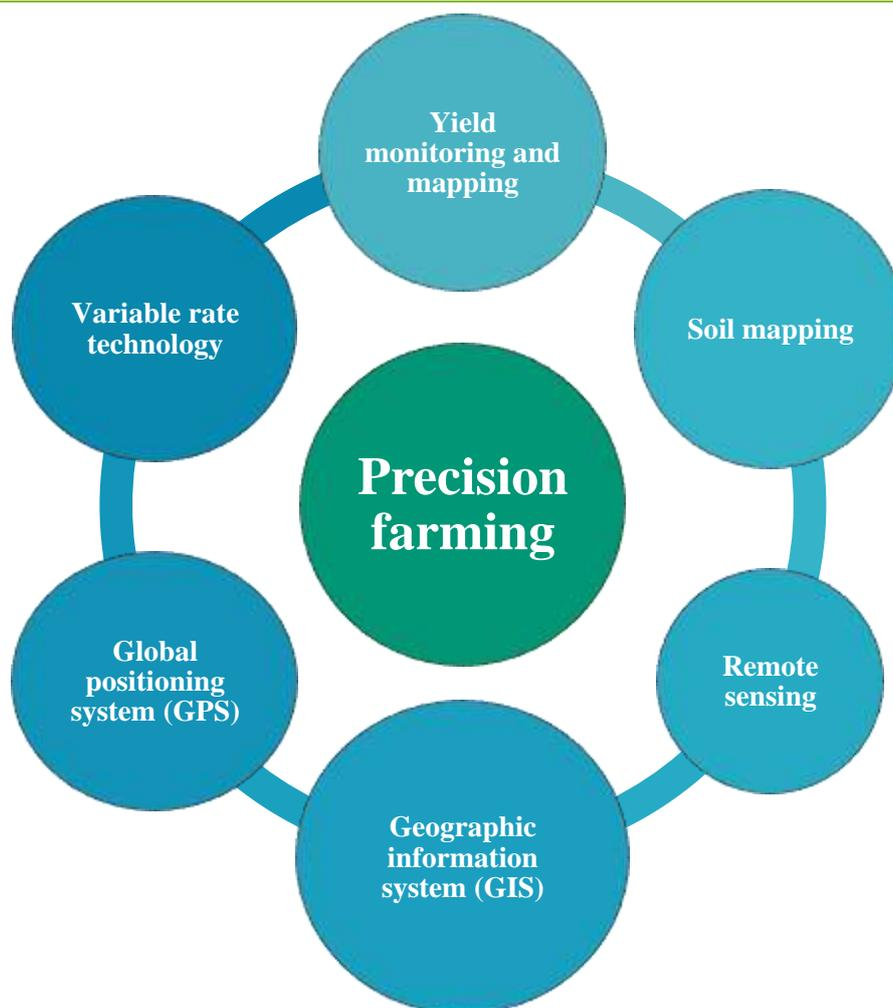 Yield
monitoring and
mapping
Variable rate
technology
Soil mapping
Precision
farming
Global
positioning
system (GPS)
Remote
sensing
Geographic
information
system (GIS)